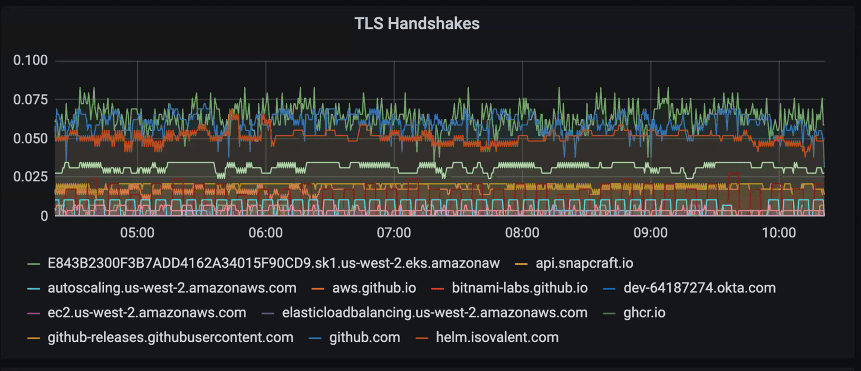 TLS Handshakes
0.100
0.075
0.050
0.025
0
05:00 06:00 07:00 08:00 09:00 10:00
E843B2300F3B7ADD4162A34015F90CD9.sk1.us-west-2.eks.amazonaw api.snapcraft.io
autoscaling.us-west-2.amazonaws.com aws.github.io bitnami-labs.github.io dev-64187274.okta.com
ec2.us-west-2.amazonaws.com elasticloadbalancing.us-west-2.amazonaws.com ghcr.io
github-releases.githubusercontent.com github.com helm.isovalent.com